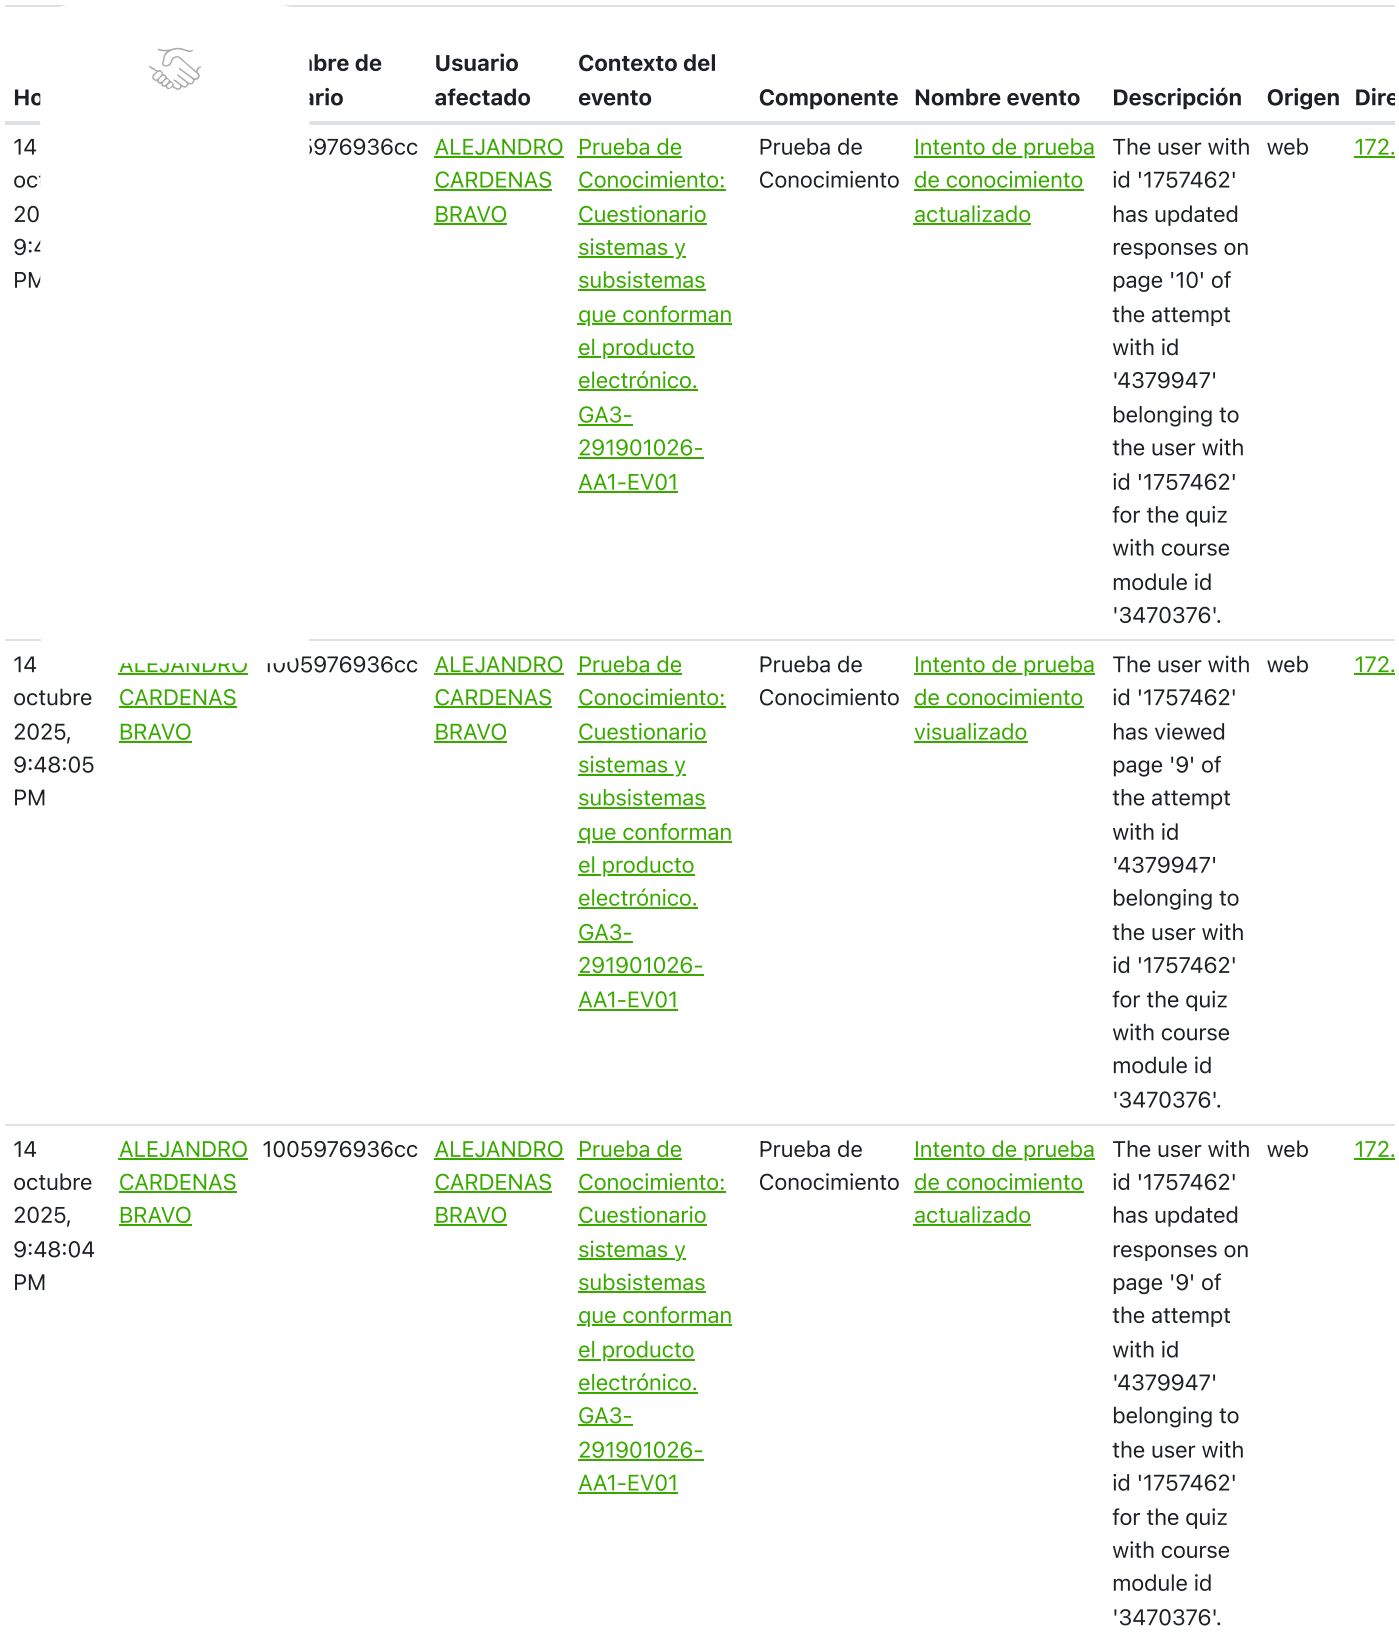 Usuario
afectado
Contexto del
evento
Componente
Nombre evento
Descripción
Origen
14
PM
ALEJANDRO
CARDENAS
BRAVO
Prueba de
Conocimiento:
Cuestionario
sistemas y
subsistemas
que conforman
el producto
electrónico.
GA3-
291901026-
AA1-EV01
Prueba de
Conocimiento
Intento de prueba
de conocimiento
actualizado
The user with
id '1757462'
has updated
responses on
page '10' of
the attempt
with id
'4379947'
belonging to
the user with
id '1757462'
for the quiz
with course
module id
'3470376'.
web
172.
14
octubre
2025,
9:48:05
PM
ALEJANDRO
CARDENAS
BRAVO
1005976936cc
ALEJANDRO
CARDENAS
BRAVO
Prueba de
Conocimiento:
Cuestionario
sistemas y
subsistemas
que conforman
el producto
electrónico.
GA3-
291901026-
AA1-EV01
Prueba de
Conocimiento
Intento de prueba
de conocimiento
visualizado
The user with
id '1757462'
has viewed
page '9' of
the attempt
with id
'4379947'
belonging to
the user with
id '1757462'
for the quiz
with course
module id
'3470376'.
web
172.
14
octubre
2025,
9:48:04
PM
ALEJANDRO
CARDENAS
BRAVO
1005976936cc
ALEJANDRO
CARDENAS
BRAVO
Prueba de
Conocimiento:
Cuestionario
sistemas y
subsistemas
que conforman
el producto
electrónico.
GA3-
291901026-
AA1-EV01
Prueba de
Conocimiento
Intento de prueba
de conocimiento
actualizado
The user with
id '1757462'
has updated
responses on
page '9' of
the attempt
with id
'4379947'
belonging to
the user with
id '1757462'
for the quiz
with course
module id
'3470376'.
web
172.